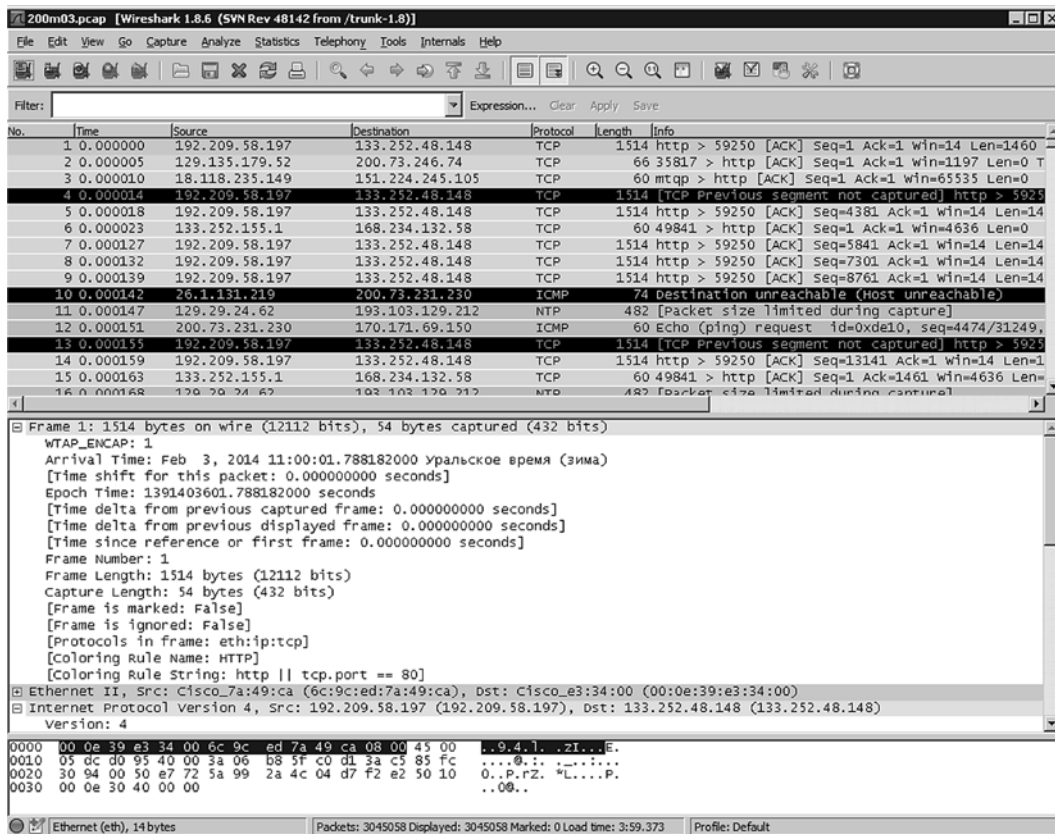 200m03.pcap [Wireshark 1.8.6 (SVN Rev 48142 from /trunk-1.8)]
File Edit View Go Capture Analyze Statistics Telephony Tools Internals Help
Filter: Expression... Clear Apply Save
No. Time Source Destination Protocol Length Info
1 0.000000 192.209.58.197 133.252.48.148 TCP 1514 http > 59250 [ACK] Seq=1 Ack=1 Win=14 Len=1460
2 0.000005 129.135.179.52 200.73.246.74 TCP 66 35817 > http [ACK] Seq=1 Ack=1 Win=1197 Len=0 T
3 0.000010 18.118.235.149 151.224.245.105 TCP 60 mtqp > http [ACK] Seq=1 Ack=1 Win=65535 Len=0
4 0.000014 192.209.58.197 133.252.48.148 TCP 1514 [TCP Previous segment not captured] http > 5925
5 0.000018 192.209.58.197 133.252.48.148 TCP 1514 http > 59250 [ACK] Seq=4381 Ack=1 Win=14 Len=14
6 0.000023 133.252.155.1 168.234.132.58 TCP 60 49841 > http [ACK] Seq=1 Ack=1 Win=4636 Len=0
7 0.000127 192.209.58.197 133.252.48.148 TCP 1514 http > 59250 [ACK] Seq=5841 Ack=1 Win=14 Len=14
8 0.000132 192.209.58.197 133.252.48.148 TCP 1514 http > 59250 [ACK] Seq=7301 Ack=1 Win=14 Len=14
9 0.000139 192.209.58.197 133.252.48.148 TCP 1514 http > 59250 [ACK] Seq=8761 Ack=1 Win=14 Len=14
10 0.000142 26.1.131.219 200.73.231.230 ICMP 74 Destination unreachable (Host unreachable)
11 0.000147 129.29.24.62 193.103.129.212 NTP 482 [Packet size limited during capture]
12 0.000151 200.73.231.230 170.171.69.150 ICMP 60 Echo (ping) request id=0xde10, seq=4474/31249,
13 0.000155 192.209.58.197 133.252.48.148 TCP 1514 [TCP Previous segment not captured] http > 5925
14 0.000159 192.209.58.197 133.252.48.148 TCP 1514 http > 59250 [ACK] Seq=13141 Ack=1 Win=14 Len=1
15 0.000163 133.252.155.1 168.234.132.58 TCP 60 49841 > http [ACK] Seq=1 Ack=1461 Win=4636 Len=
16 0.000168 129.29.24.62 193.103.129.212 NTP 482 [Packet size limited during capture]
Frame 1: 1514 bytes on wire (12112 bits), 54 bytes captured (432 bits)
WTAP_ENCAP: 1
Arrival Time: Feb 3, 2014 11:00:01.788182000 Уральское время (зима)
[Time shift for this packet: 0.000000000 seconds]
Epoch Time: 1391403601.788182000 seconds
[Time delta from previous captured frame: 0.000000000 seconds]
[Time delta from previous displayed frame: 0.000000000 seconds]
[Time since reference or first frame: 0.000000000 seconds]
Frame Number: 1
Frame Length: 1514 bytes (12112 bits)
Capture Length: 54 bytes (432 bits)
[Frame is marked: False]
[Frame is ignored: False]
[Protocols in frame: eth:ip:tcp]
[Coloring Rule Name: HTTP]
[Coloring Rule String: http || tcp.port == 80]
Ethernet II, Src: Cisco_7a:49:ca (6c:9c:ed:7a:49:ca), Dst: Cisco_e3:34:00 (00:0e:39:e3:34:00)
Internet Protocol Version 4, Src: 192.209.58.197 (192.209.58.197), Dst: 133.252.48.148 (133.252.48.148)
Version: 4
0000 00 0e 39 e3 34 00 6c 9c ed 7a 49 ca 08 00 45 00 ..9.4.l. .zI...E.
0010 05 dc d0 95 40 00 3a 06 b8 5f c0 d1 3a c5 85 fc ....@.:. ._..:...
0020 30 94 00 50 e7 72 5a 99 2a 4c 04 d7 f2 e2 50 10 0..P.rZ. *L....P.
0030 00 0e 30 40 00 00 ..0@..
Ethernet (eth), 14 bytes Packets: 3045058 Displayed: 3045058 Marked: 0 Load time: 3:59.373 Profile: Default